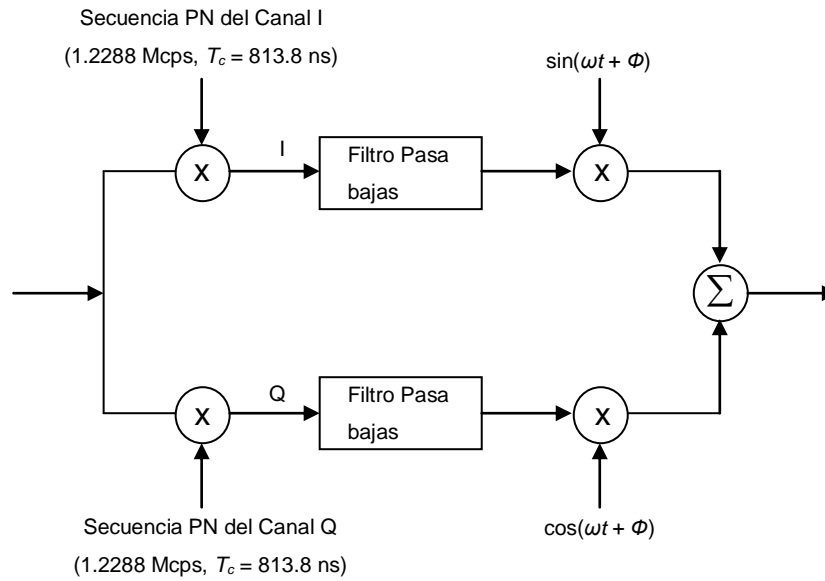 Secuencia PN del Canal I
(1.2288 Mcps, Tc = 813.8 ns)
sin(ωt + Φ)
X
I
Filtro Pasa
bajas
X
Σ
X
Q
Filtro Pasa
bajas
X
Secuencia PN del Canal Q
(1.2288 Mcps, Tc = 813.8 ns)
cos(ωt + Φ)